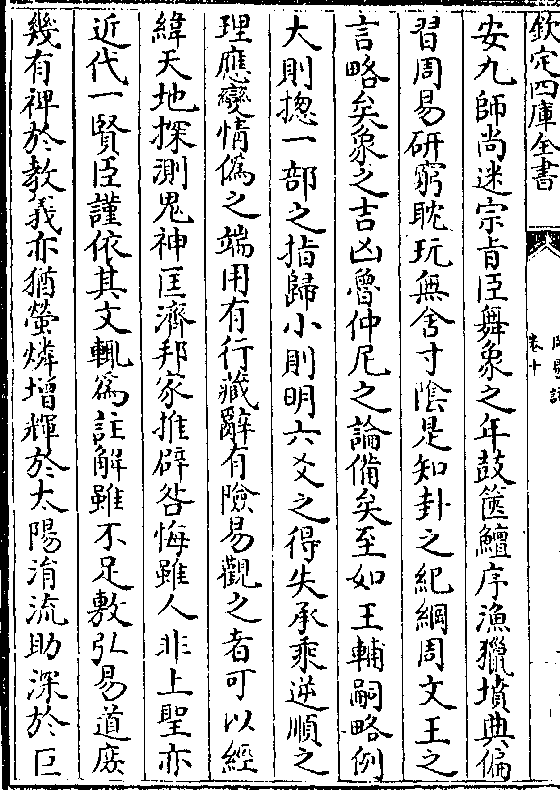 欽定四庫全書
卷十
安九師尚迷宗旨臣舞象之年鼓篋鱣序漁獵墳典偏
習周易研窮耽玩無舍寸陰是知卦之紀綱周文王之
言略矣象之吉凶魯仲尼之論備矣至如王輔嗣略例
大則揔一部之指歸小則明六爻之得失承乘逆順之
理應變情偽之端用有行藏辭有險易觀之者可以經
緯天地探測鬼神匡濟邦家推辟咎悔雖人非上聖亦
近代一賢臣謹依其文輒為註解雖不足敷弘易道庶
幾有裨於教義亦猶螢燐增輝於太陽涓流助深於巨